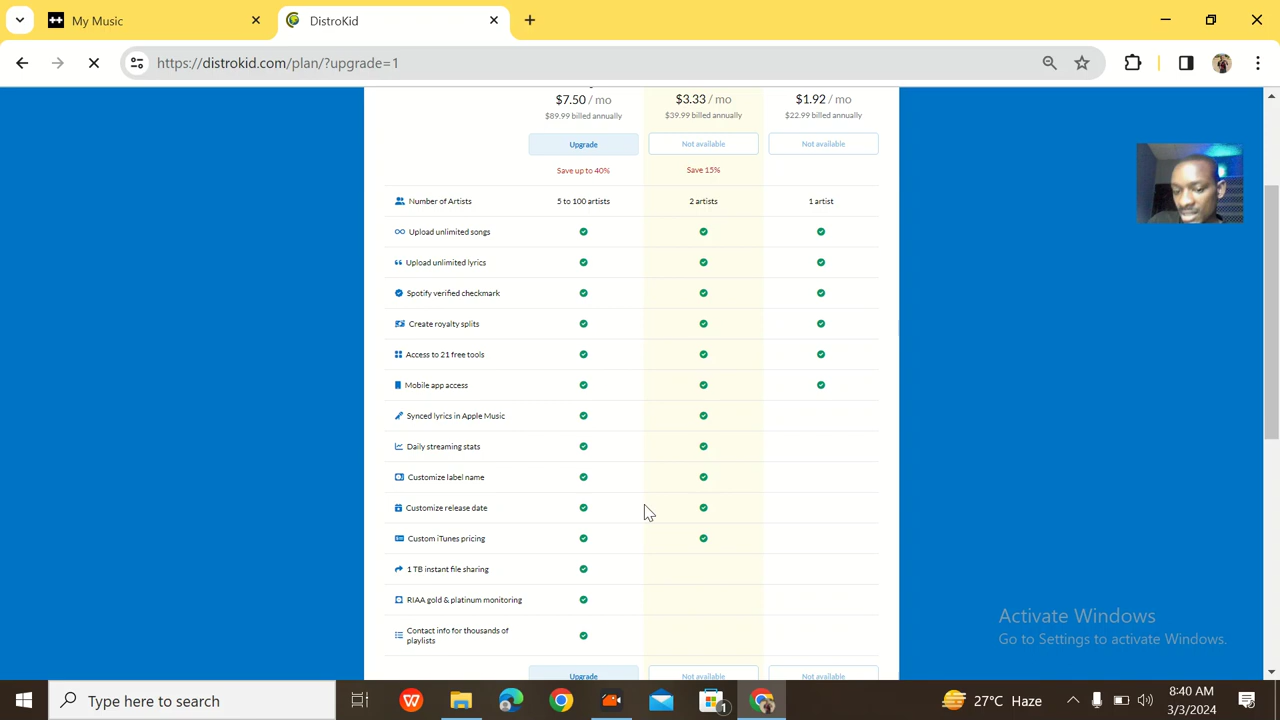 My Music
DistroKid
https://distrokid.com/plan/?upgrade=1
$7.50 / mo $3.33 / mo $1.92 / mo
$89.99 billed annually $39.99 billed annually $22.99 billed annually
Upgrade Not available Not available
Save up to 40% Save 15%
Number of Artists 5 to 100 artists 2 artists 1 artist
Upload unlimited songs
Upload unlimited lyrics
Spotify verified checkmark
Create royalty splits
Access to 21 free tools
Mobile app access
Synced lyrics in Apple Music
Daily streaming stats
Customize label name
Customize release date
Custom iTunes pricing
1 TB instant file sharing
RIAA gold & platinum monitoring
Contact info for thousands of
playlists
Upgrade Not available Not available
Activate Windows
Go to Settings to activate Windows.
Type here to search
1
27°C Haze
8:40 AM
3/3/2024